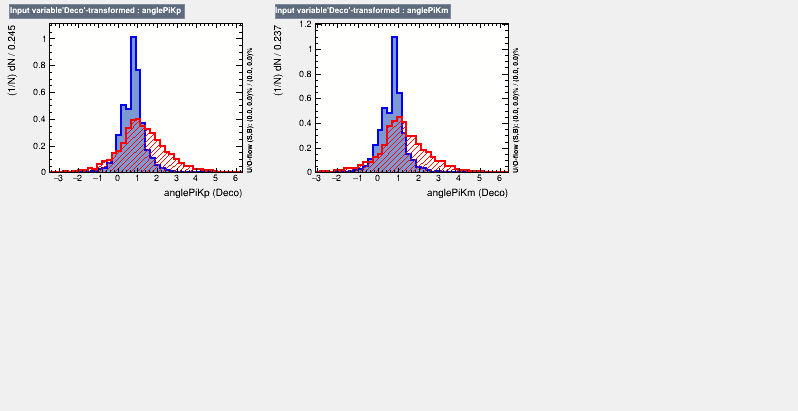 Input variable'Deco'-transformed : anglePiKp
(1/N) dN / 0.245
1
0.8
0.6
0.4
0.2
0
−3 −2 −1 0 1 2 3 4 5 6
anglePiKp (Deco)
U/O-flow (S,B): (0.0, 0.0)% / (0.0, 0.0)%
Input variable'Deco'-transformed : anglePiKm
(1/N) dN / 0.237
1.2
1
0.8
0.6
0.4
0.2
0
−3 −2 −1 0 1 2 3 4 5 6
anglePiKm (Deco)
U/O-flow (S,B): (0.0, 0.0)% / (0.0, 0.0)%